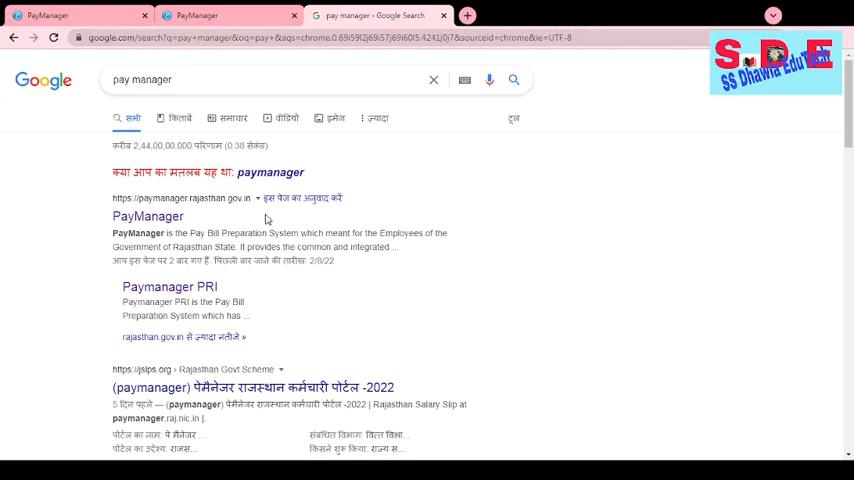 PayManager
PayManager
pay manager - Google Search
google.com/search?q=pay+manager&oq=pay+&aqs=chrome.0.69i59l2j69i57j69i60l5.4241j0j7&sourceid=chrome&ie=UTF-8
S D E
SS Dhawla EduTech
Google
pay manager
सभी
किताबें
समाचार
वीडियो
इमेज
ज़्यादा
टूल
करीब 2,44,00,00,000 परिणाम (0.38 सेकंड)
क्या आप का मतलब यह था: paymanager
https://paymanager.rajasthan.gov.in
इस पेज का अनुवाद करें
PayManager
PayManager is the Pay Bill Preparation System which meant for the Employees of the
Government of Rajasthan State. It provides the common and integrated ...
आप इस पेज पर 2 बार गए हैं. पिछली बार जाने की तारीख: 2/8/22
Paymanager PRI
Paymanager PRI is the Pay Bill
Preparation System which has ...
rajasthan.gov.in से ज़्यादा नतीजे »
https://jslps.org › Rajasthan Govt Scheme
(paymanager) पेमैनेजर राजस्थान कर्मचारी पोर्टल -2022
5 दिन पहले — (paymanager) पेमैनेजर राजस्थान कर्मचारी पोर्टल -2022 | Rajasthan Salary Slip at
paymanager.raj.nic.in |.
पोर्टल का नाम: पे मैनेजर ...
संबंधित विभाग: वित्त विभा...
पोर्टल का उद्देश्य: राजस...
किसने शुरू किया: राज्य स...